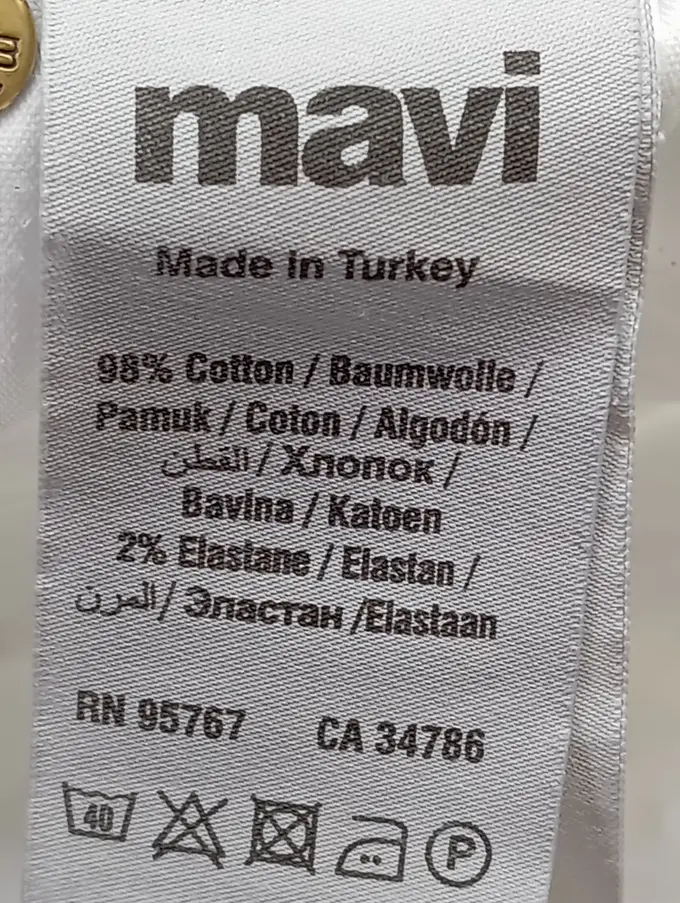 mavi
Made in Turkey
98% Cotton / Baumwolle /
Pamuk / Coton / Algodón /
القطن / Хлопок /
Bavlna / Katoen
2% Elastane / Elastan /
المرن / Эластан /Elastaan
RN 95767 CA 34786
40 P